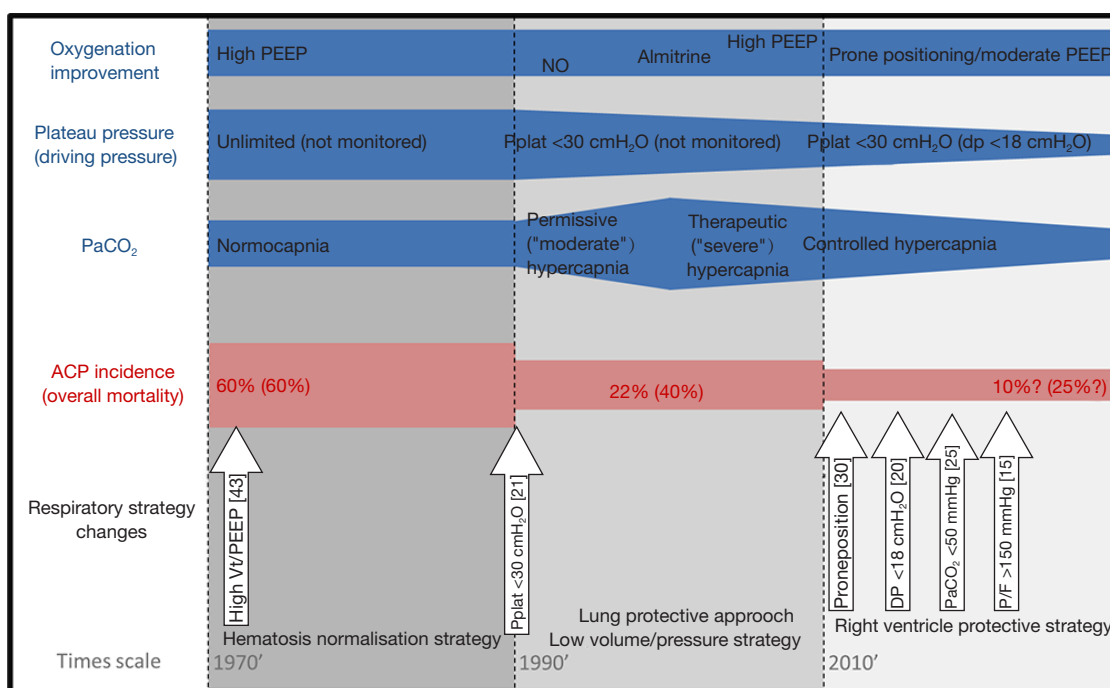 Oxygenation
improvement
High PEEP
NO
Almitrine
High PEEP
Prone positioning/moderate PEEP
Plateau pressure
(driving pressure)
Unlimited (not monitored)
Pplat <30 cmH₂O (not monitored)
Pplat <30 cmH₂O (dp <18 cmH₂O)
PaCO₂
Normocapnia
Permissive
("moderate")
hypercapnia
Therapeutic
("severe")
hypercapnia
Controlled hypercapnia
ACP incidence
(overall mortality)
60% (60%)
22% (40%)
10%? (25%?)
Respiratory strategy
changes
High Vt/PEEP [43]
Pplat <30 cmH₂O [21]
Proneposition [30]
DP <18 cmH₂O [20]
PaCO₂ <50 mmHg [25]
P/F >150 mmHg [15]
Hematosis normalisation strategy
Lung protective approoch
Low volume/pressure strategy
Right ventricle protective strategy
Times scale
1970'
1990'
2010'